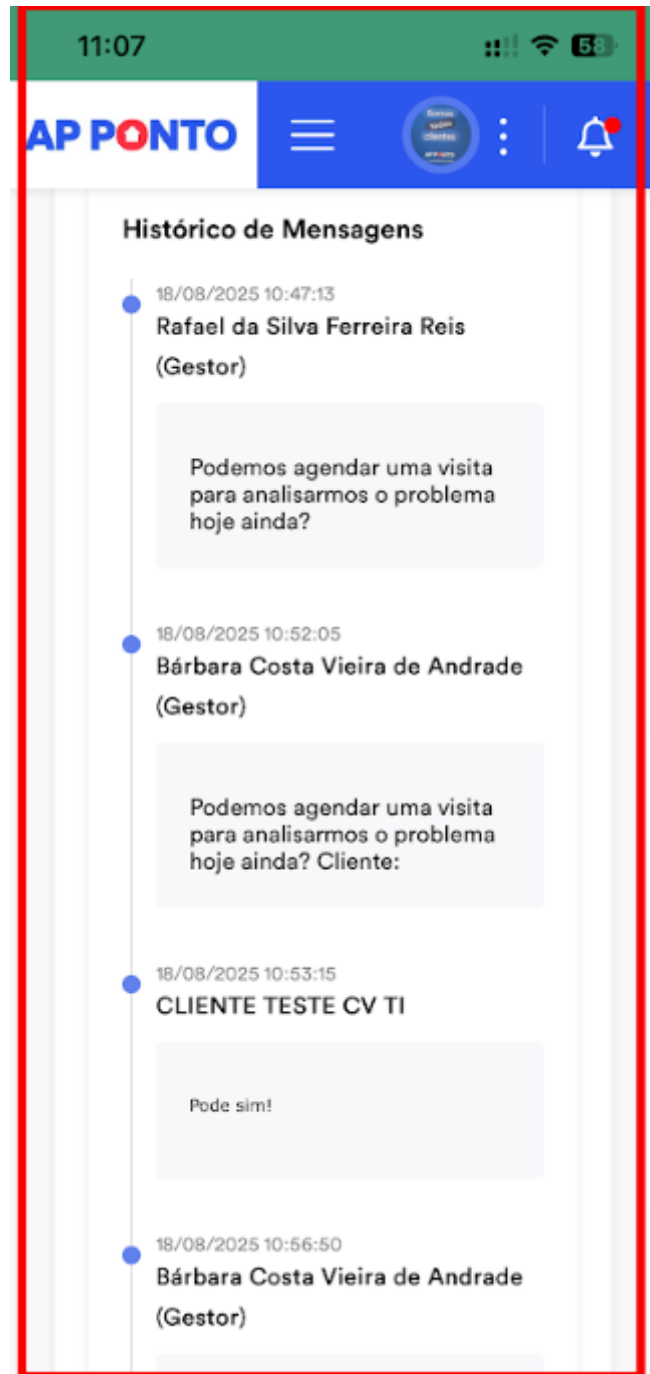 11:07
58
AP PONTO
Histórico de Mensagens
18/08/2025 10:47:13
Rafael da Silva Ferreira Reis
(Gestor)
Podemos agendar uma visita
para analisarmos o problema
hoje ainda?
18/08/2025 10:52:05
Bárbara Costa Vieira de Andrade
(Gestor)
Podemos agendar uma visita
para analisarmos o problema
hoje ainda? Cliente:
18/08/2025 10:53:15
CLIENTE TESTE CV TI
Pode sim!
18/08/2025 10:56:50
Bárbara Costa Vieira de Andrade
(Gestor)